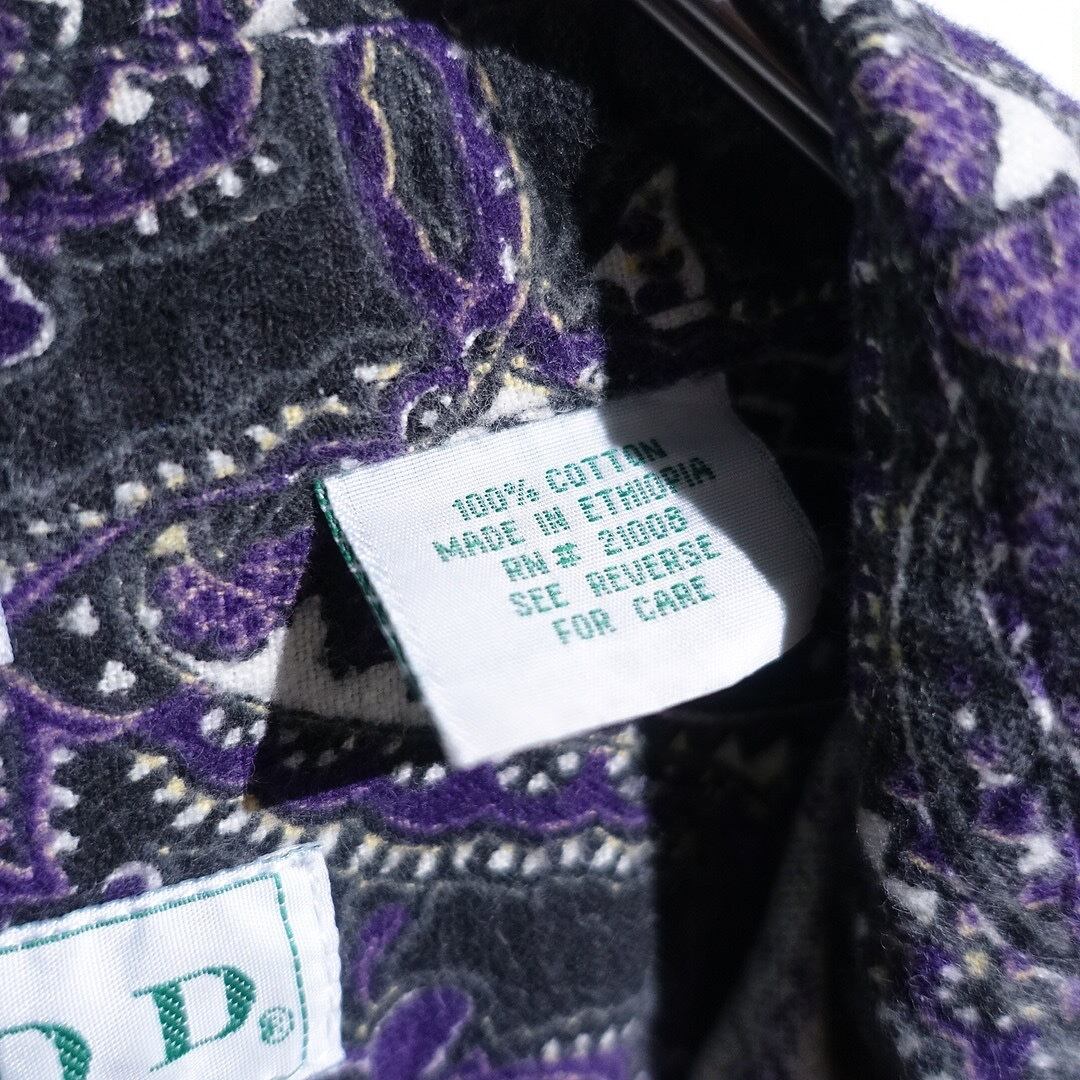 100% COTTON
MADE IN ETHIOPIA
RN# 21008
SEE REVERSE
FOR CARE
D®